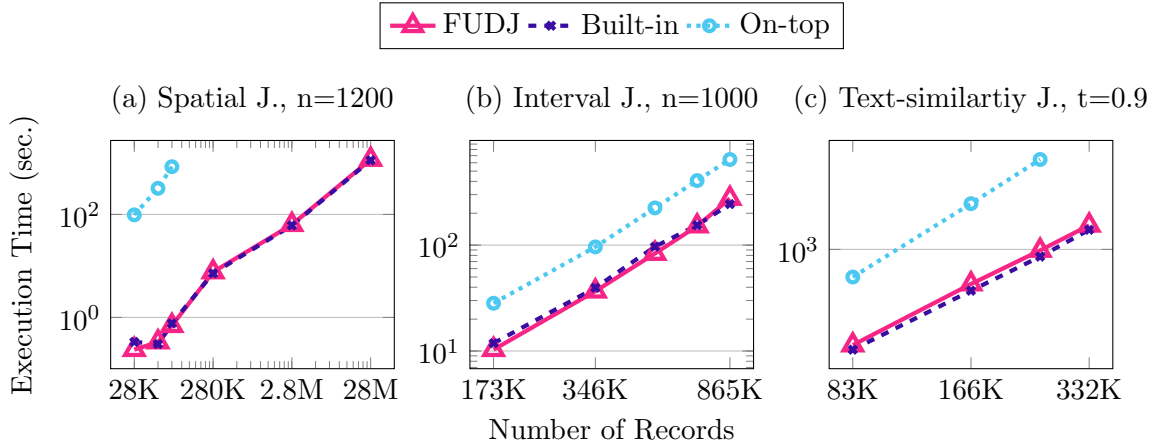 FUDJ Built-in On-top
(a) Spatial J., n=1200
(b) Interval J., n=1000
(c) Text-similartiy J., t=0.9
Execution Time (sec.)
10^2
10^0
28K 280K 2.8M 28M
10^2
10^1
173K 346K 865K
10^3
83K 166K 332K
Number of Records